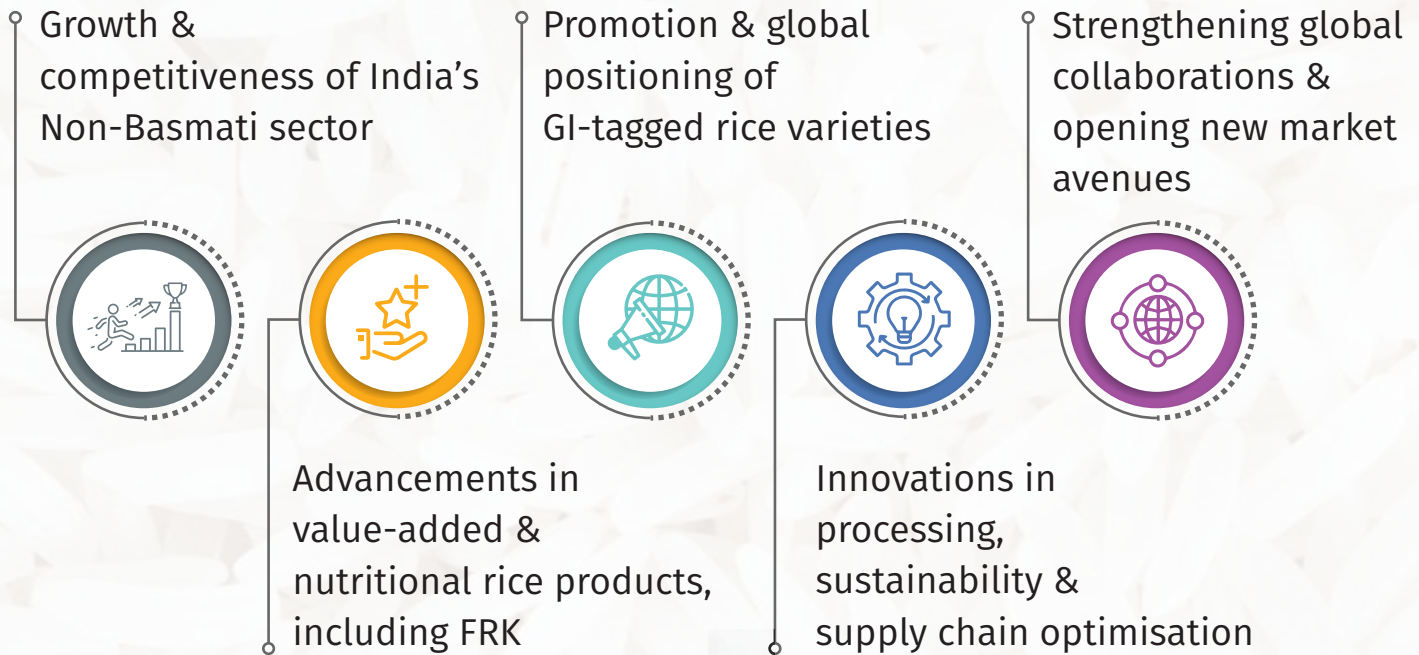 Growth &
competitiveness of India’s
Non-Basmati sector
Promotion & global
positioning of
GI-tagged rice varieties
Strengthening global
collaborations &
opening new market
avenues
Advancements in
value-added &
nutritional rice products,
including FRK
Innovations in
processing,
sustainability &
supply chain optimisation